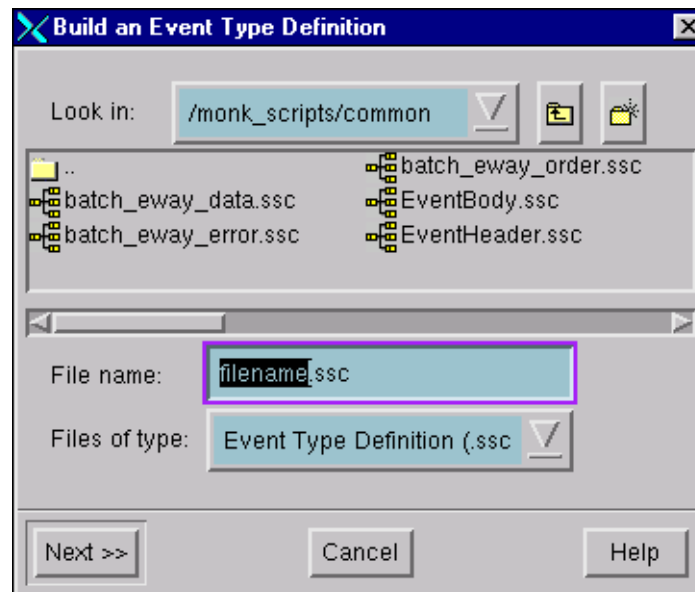 Build an Event Type Definition
Look in: /monk_scripts/common
.. batch_eway_order.ssc
batch_eway_data.ssc EventBody.ssc
batch_eway_error.ssc EventHeader.ssc
File name: filename.ssc
Files of type: Event Type Definition (.ssc
Next >> Cancel Help